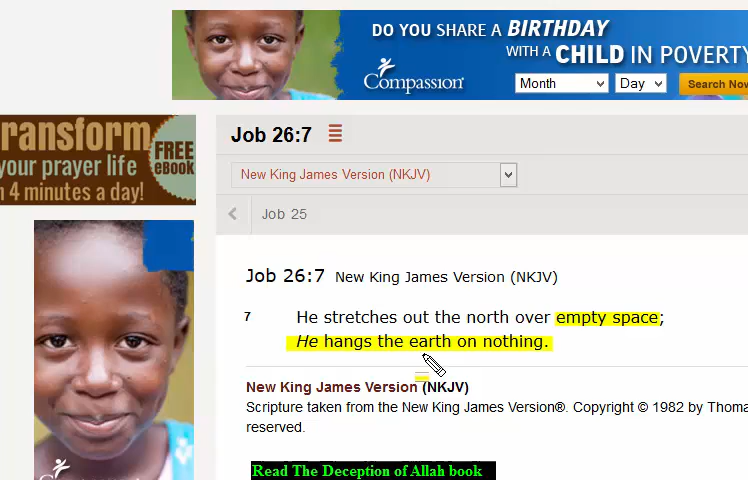 DO YOU SHARE A BIRTHDAY
WITH A CHILD IN POVERTY
Compassion®
Month
Day
Search Now
ransform
your prayer life
n 4 minutes a day!
FREE
eBOOK
Job 26:7
New King James Version (NKJV)
Job 25
Job 26:7 New King James Version (NKJV)
7 He stretches out the north over empty space;
He hangs the earth on nothing.
New King James Version (NKJV)
Scripture taken from the New King James Version®. Copyright © 1982 by Thoma
reserved.
Read The Deception of Allah book